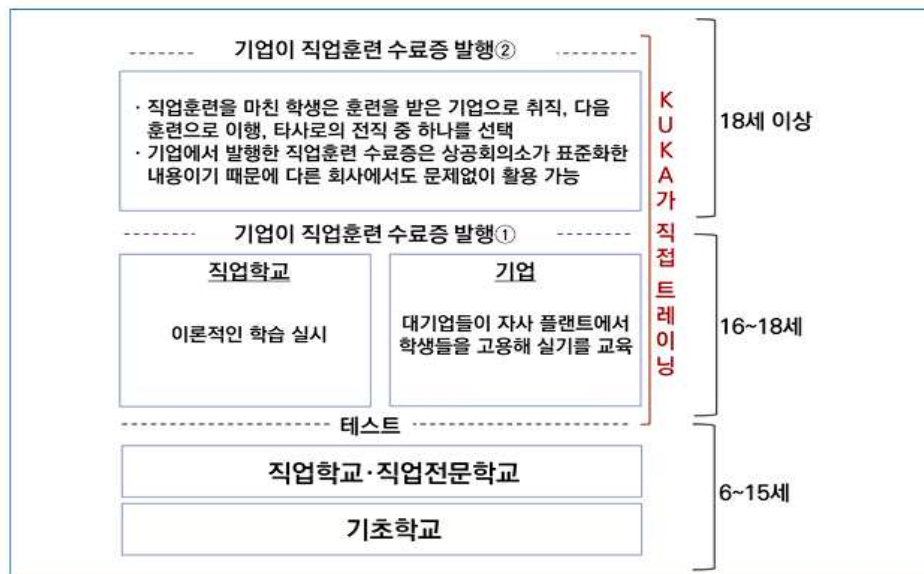 기업이 직업훈련 수료증 발행②
· 직업훈련을 마친 학생은 훈련을 받은 기업으로 취직, 다음
훈련으로 이행, 타사로의 전직 중 하나를 선택
· 기업에서 발행한 직업훈련 수료증은 상공회의소가 표준화한
내용이기 때문에 다른 회사에서도 문제없이 활용 가능
18세 이상
KUKA가 직접 트레이닝
기업이 직업훈련 수료증 발행①
직업학교
이론적인 학습 실시
기업
대기업들이 자사 플랜트에서
학생들을 고용해 실기를 교육
16~18세
테스트
직업학교·직업전문학교
기초학교
6~15세